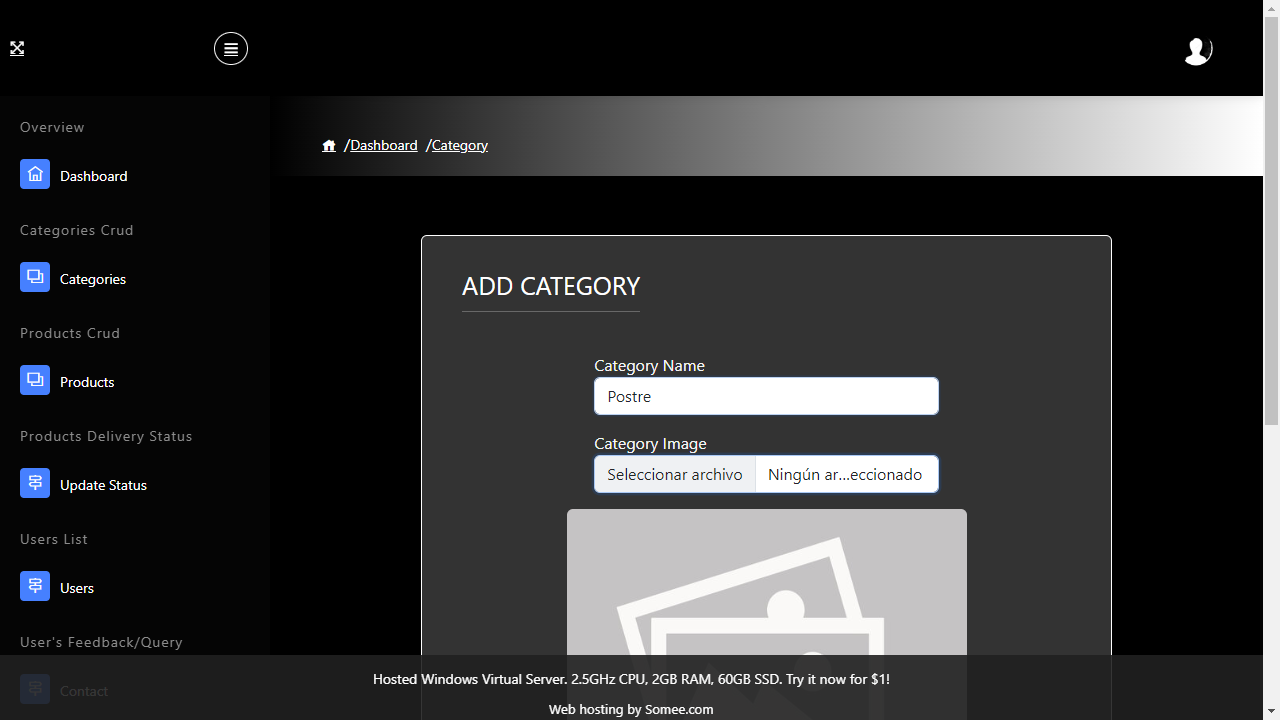 /Dashboard /Category
Overview
Dashboard
Categories Crud
Categories
Products Crud
Products
Products Delivery Status
Update Status
Users List
Users
User's Feedback/Query
Contact
ADD CATEGORY
Category Name
Postre
Category Image
Seleccionar archivo Ningún ar...eccionado
Hosted Windows Virtual Server. 2.5GHz CPU, 2GB RAM, 60GB SSD. Try it now for $1!
Web hosting by Somee.com